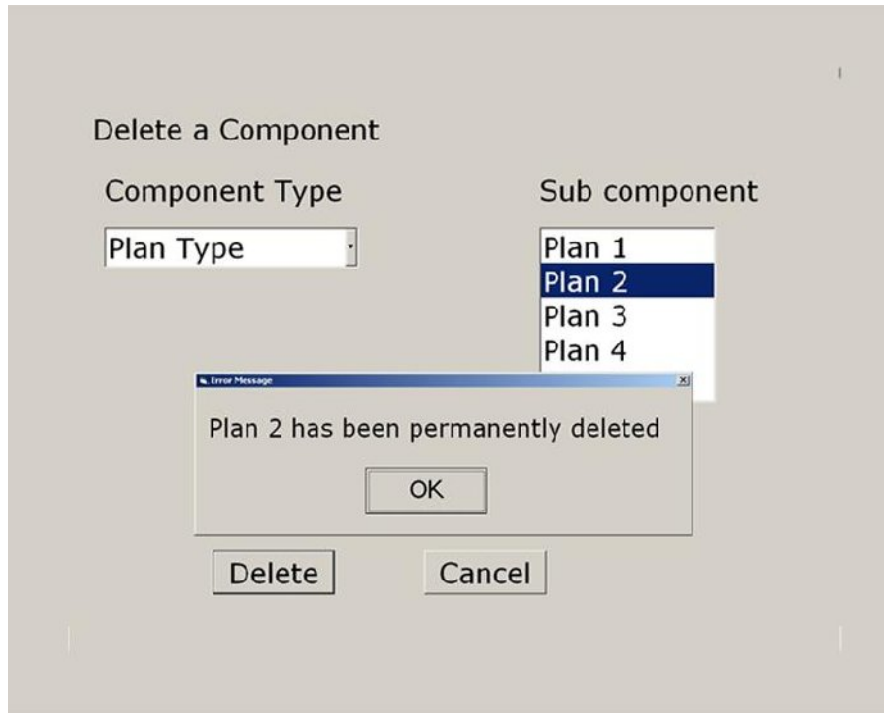 Delete a Component
Component Type
Sub component
Plan Type
Plan 1
Plan 2
Plan 3
Plan 4
Error Message
Plan 2 has been permanently deleted
OK
Delete
Cancel